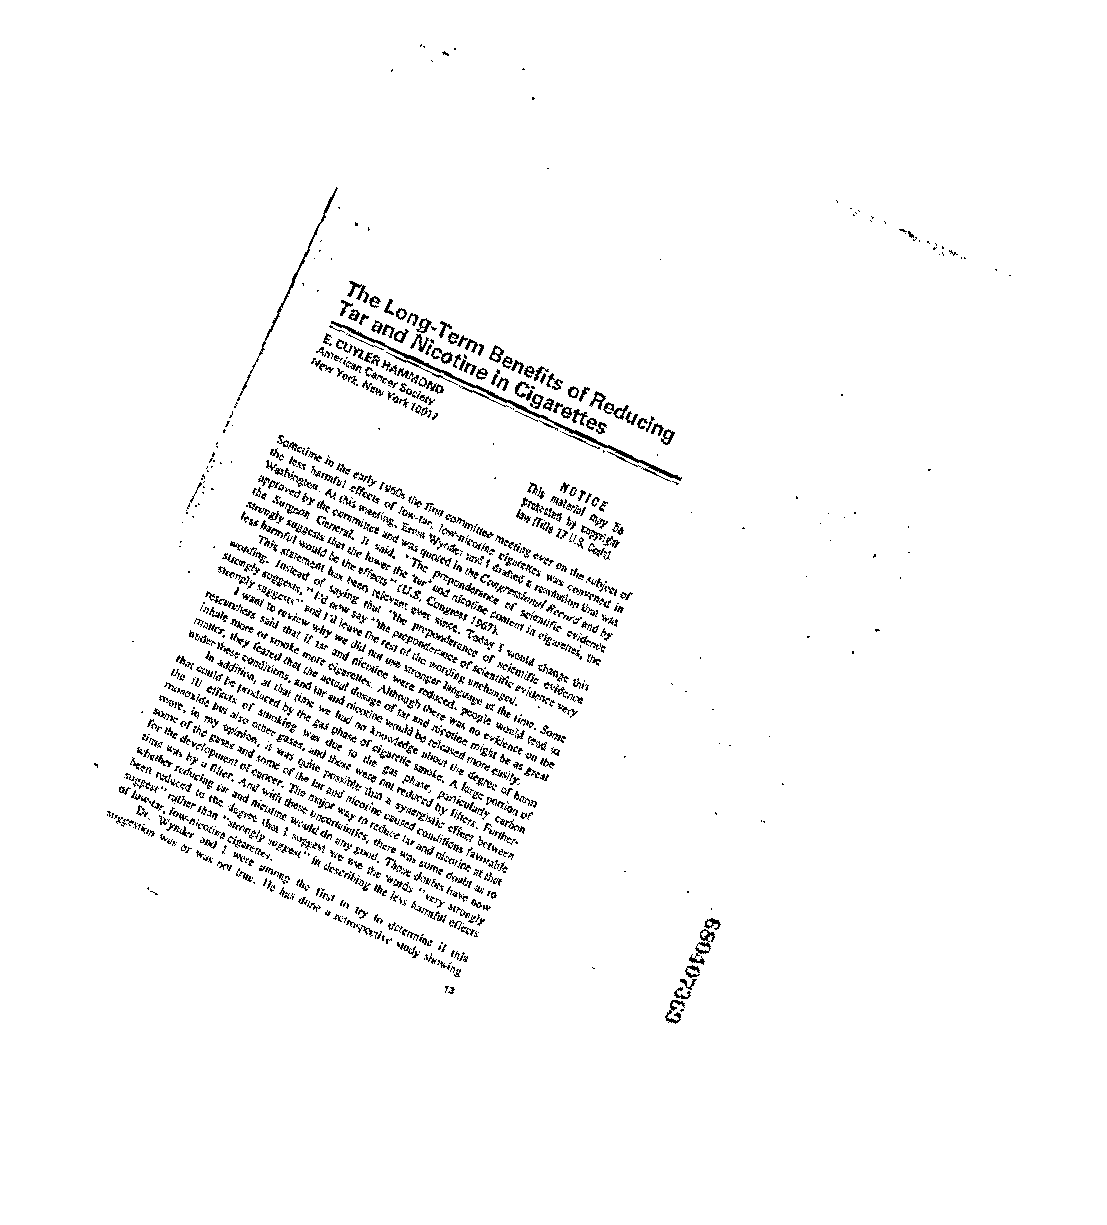 The Long-Term Benefits of Reducing
Tar and Nicotine in Cigarettes
E. CUYLER HAMMOND
American Cancer Society
New York, New York 10017
NOTICE
This material may be
protected by copyright
law (Title 17 U.S. Code).
Sometime in the early 1960s the first committee meeting ever on the subject of
the less harmful effects of low-tar, low-nicotine cigarettes was convened in
Washington. At this meeting, Ernst Wynder and I drafted a resolution that was
approved by the committee and was quoted in the Congressional Record and by
the Surgeon General. It said, "The preponderance of scientific evidence
strongly suggests that the lower the 'tar' and nicotine content in cigarettes, the
less harmful would be the effects" (U.S. Congress 1967).
This statement has been relevant ever since. Today I would change this
wording. Instead of saying that "the preponderance of scientific evidence
strongly suggests," I'd now say "the preponderance of scientific evidence very
strongly suggests" and I'd leave the rest of the wording unchanged.
I want to review why we did not use stronger language at the time. Some
researchers said that if tar and nicotine were reduced, people would tend to
inhale more or smoke more cigarettes. Although there was no evidence on the
matter, they feared that the actual dosage of tar and nicotine might be as great
under these conditions, and tar and nicotine would be released more easily.
In addition, at that time we had no knowledge about the degree of harm
that could be produced by the gas phase of cigarette smoke. A large portion of
the ill effects of smoking was due to the gas phase, particularly carbon
monoxide but also other gases, and these were not reduced by filters. Further-
more, in my opinion, it was quite possible that a synergistic effect between
some of the gases and some of the tar and nicotine caused conditions favorable
for the development of cancer. The major way to reduce tar and nicotine at that
time was by a filter. And with these uncertainties, there was some doubt as to
whether reducing tar and nicotine would do any good. Those doubts have now
been reduced to the degree that I suggest we use the words "very strongly
suggest" rather than "strongly suggest" in describing the less harmful effects
of low-tar, low-nicotine cigarettes.
Dr. Wynder and I were among the first to try to determine if this
suggestion was or was not true. He has done a retrospective study showing
13
680407363